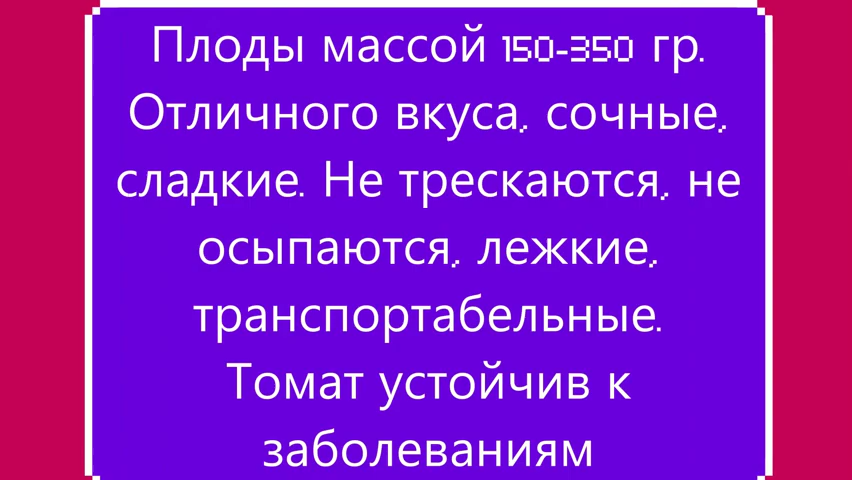 Плоды массой 150-350 гр.
Отличного вкуса, сочные,
сладкие. Не трескаются, не
осыпаются, лежкие,
транспортабельные.
Томат устойчив к
заболеваниям